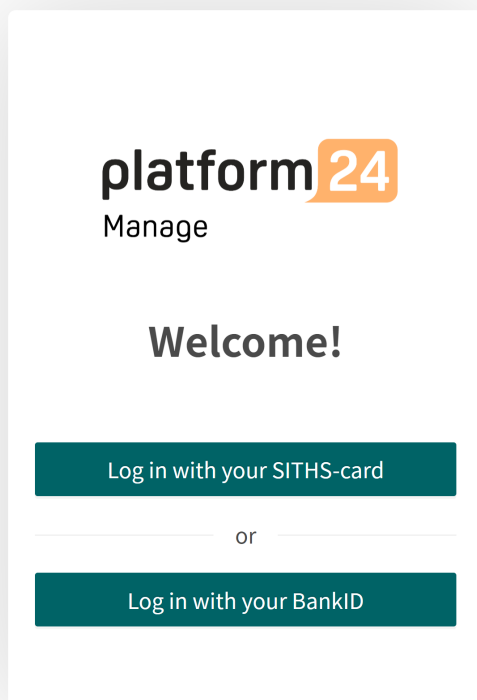 platform24
Manage
Welcome!
Log in with your SITHS-card
or
Log in with your BankID